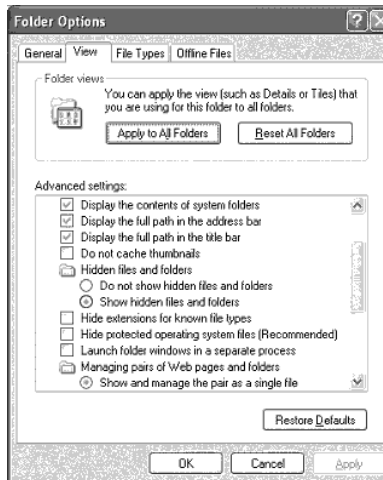 Folder Options
General View File Types Offline Files
Folder views
You can apply the view (such as Details or Tiles) that
you are using for this folder to all folders.
Apply to All Folders Reset All Folders
Advanced settings:
Display the contents of system folders
Display the full path in the address bar
Display the full path in the title bar
Do not cache thumbnails
Hidden files and folders
Do not show hidden files and folders
Show hidden files and folders
Hide extensions for known file types
Hide protected operating system files (Recommended)
Launch folder windows in a separate process
Managing pairs of Web pages and folders
Show and manage the pair as a single file
Restore Defaults
OK Cancel Apply